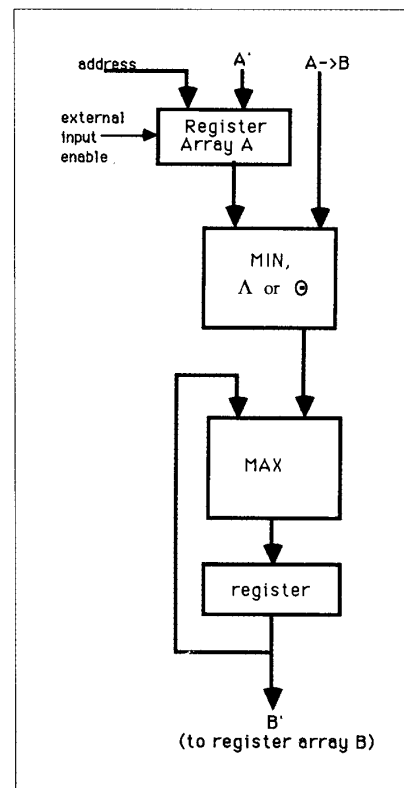 address
A'
A->B
external
input
enable
Register
Array A
MIN,
Λ or Θ
MAX
register
B'
(to register array B)